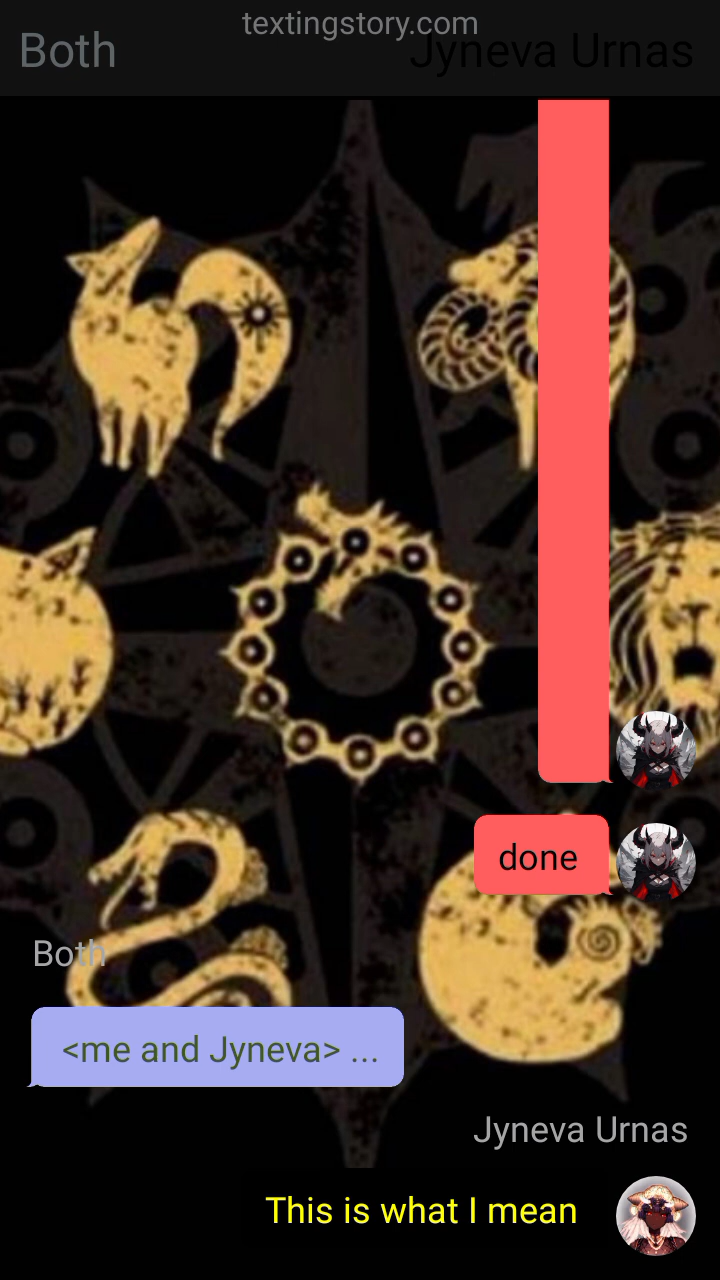 textingstory.com
Both
Jyneva Urnas
done
Both
<me and Jyneva> ...
Jyneva Urnas
This is what I mean